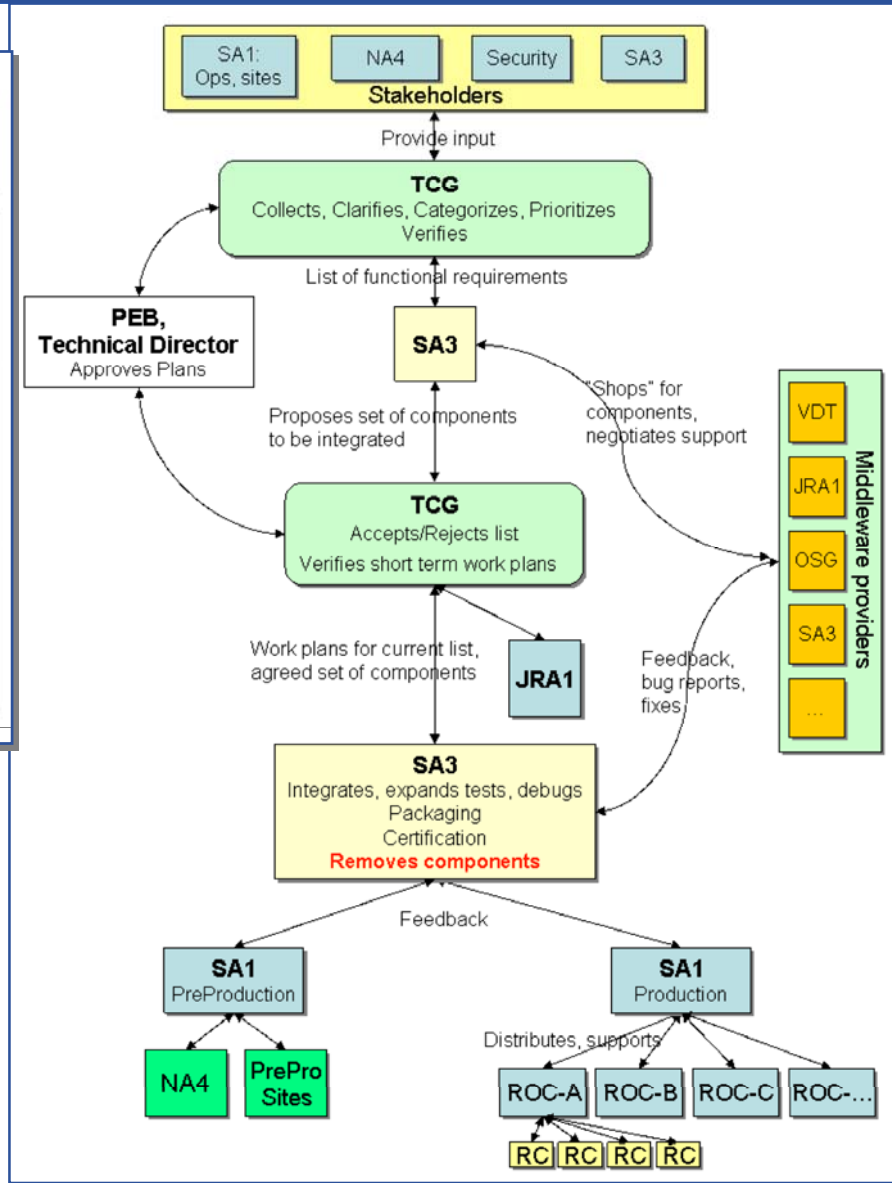 SA1:
Ops, sites
NA4
Security
SA3
Stakeholders
Provide input
TCG
Collects, Clarifies, Categorizes, Prioritizes
Verifies
List of functional requirements
PEB,
Technical Director
Approves Plans
SA3
"Shops" for
components,
negotiates support
Proposes set of components
to be integrated
TCG
Accepts/Rejects list
Verifies short term work plans
VDT
JRA1
OSG
SA3
...
Middleware providers
Work plans for current list,
agreed set of components
JRA1
Feedback,
bug reports,
fixes
SA3
Integrates, expands tests, debugs
Packaging
Certification
Removes components
Feedback
SA1
PreProduction
SA1
Production
Distributes, supports
NA4
PrePro
Sites
ROC-A
ROC-B
ROC-C
ROC-...
RC
RC
RC
RC